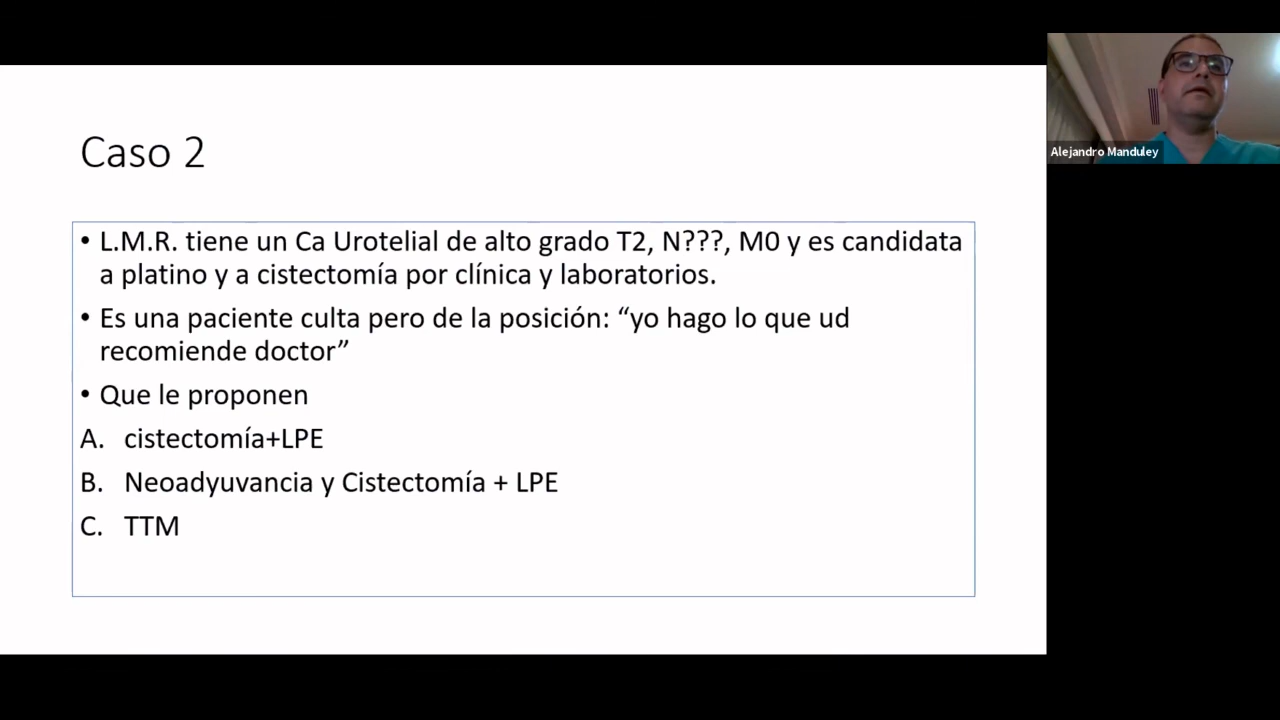 Caso 2
• L.M.R. tiene un Ca Urotelial de alto grado T2, N???, M0 y es candidata
a platino y a cistectomía por clínica y laboratorios.
• Es una paciente culta pero de la posición: “yo hago lo que ud
recomiende doctor”
• Que le proponen
A. cistectomía+LPE
B. Neoadyuvancia y Cistectomía + LPE
C. TTM
Alejandro Manduley